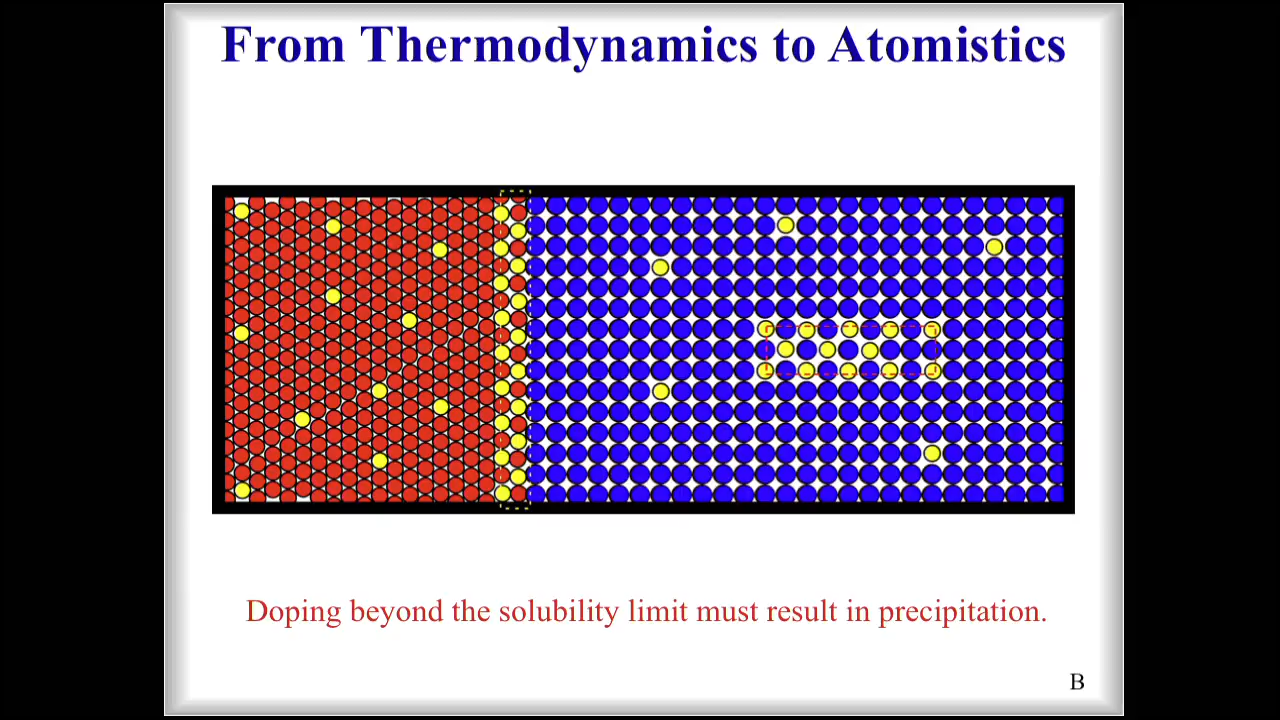 From Thermodynamics to Atomistics
Doping beyond the solubility limit must result in precipitation.
B